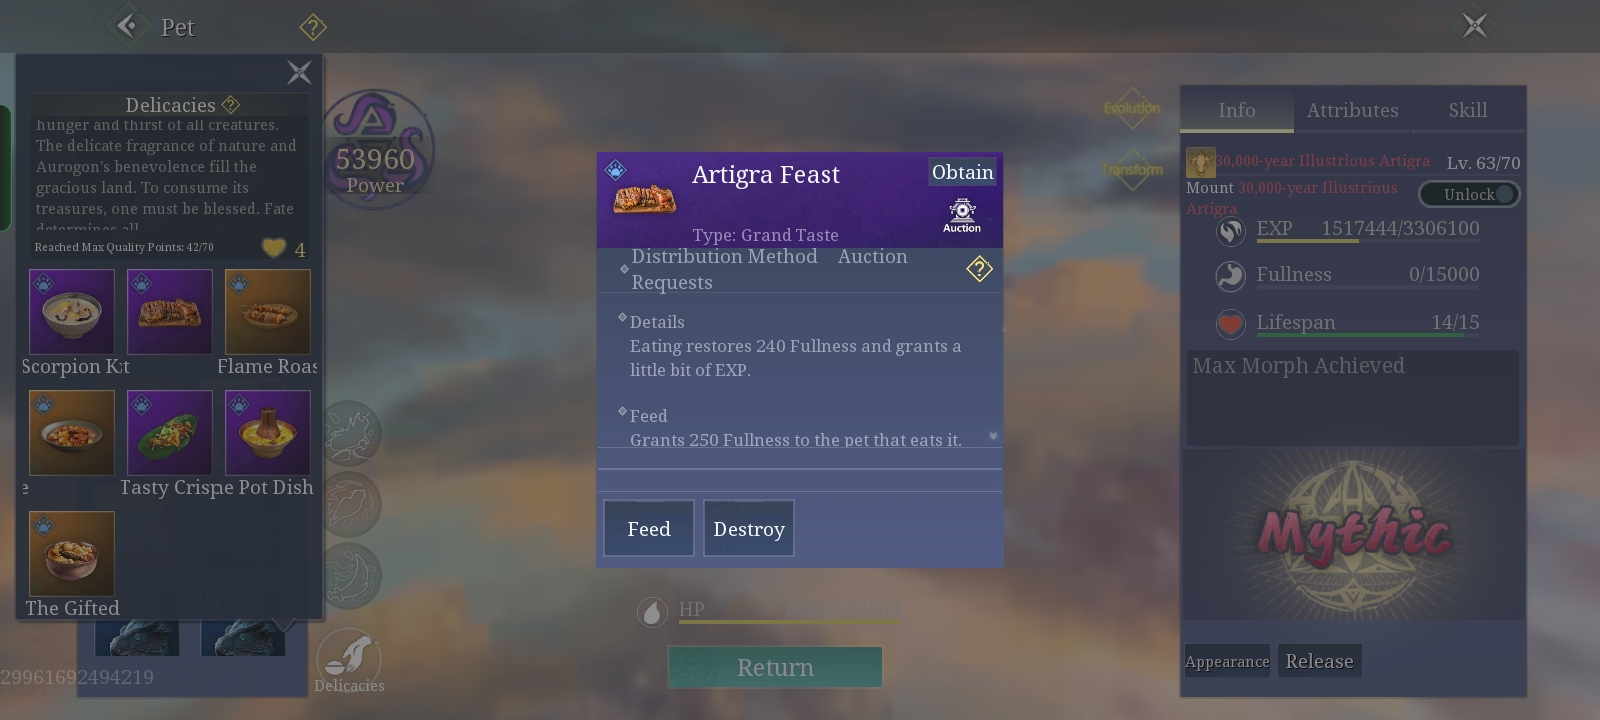 Pet
?
Delicacies ?
hunger and thirst of all creatures.
The delicate fragrance of nature and
Aurogon's benevolence fill the
gracious land. To consume its
treasures, one must be blessed. Fate
determines all
Reached Max Quality Points: 42/70
4
Scorpion K
t
Flame Roas
e
Tasty Crisp
ne Pot Dish
The Gifted
29961692494219
Delicacies
53960
Power
Artigra Feast
Obtain
Auction
Type: Grand Taste
Distribution Method Auction
Requests
?
Details
Eating restores 240 Fullness and grants a
little bit of EXP.
Feed
Grants 250 Fullness to the pet that eats it.
Feed
Destroy
HP
Return
Evolution
Transform
Info
Attributes
Skill
30,000-year Illustrious Artigra
Lv. 63/70
Mount 30,000-year Illustrious
Artigra
Unlock
EXP 1517444/3306100
Fullness 0/15000
Lifespan 14/15
Max Morph Achieved
Mythic
Appearance
Release